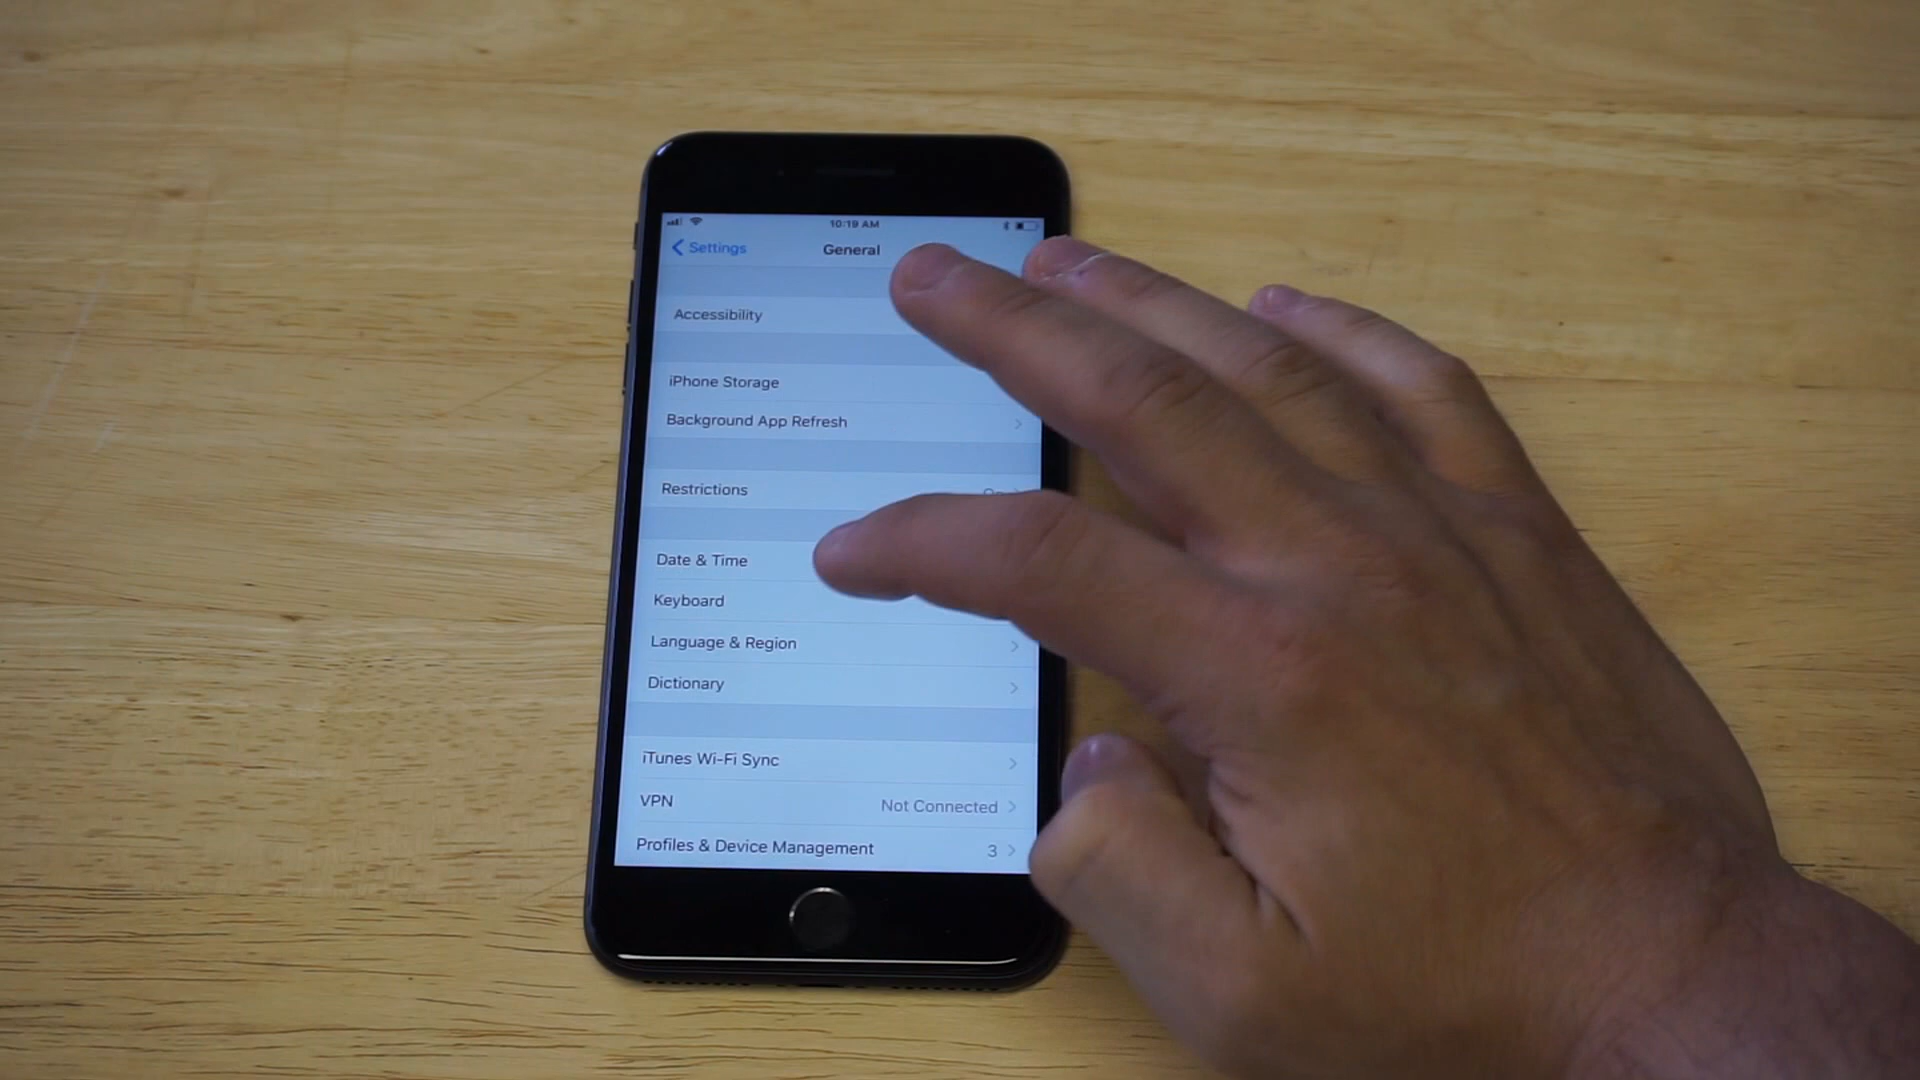 10:19 AM
Settings
General
Accessibility
iPhone Storage
Background App Refresh
Restrictions
Date & Time
Keyboard
Language & Region
Dictionary
iTunes Wi-Fi Sync
VPN Not Connected
Profiles & Device Management 3